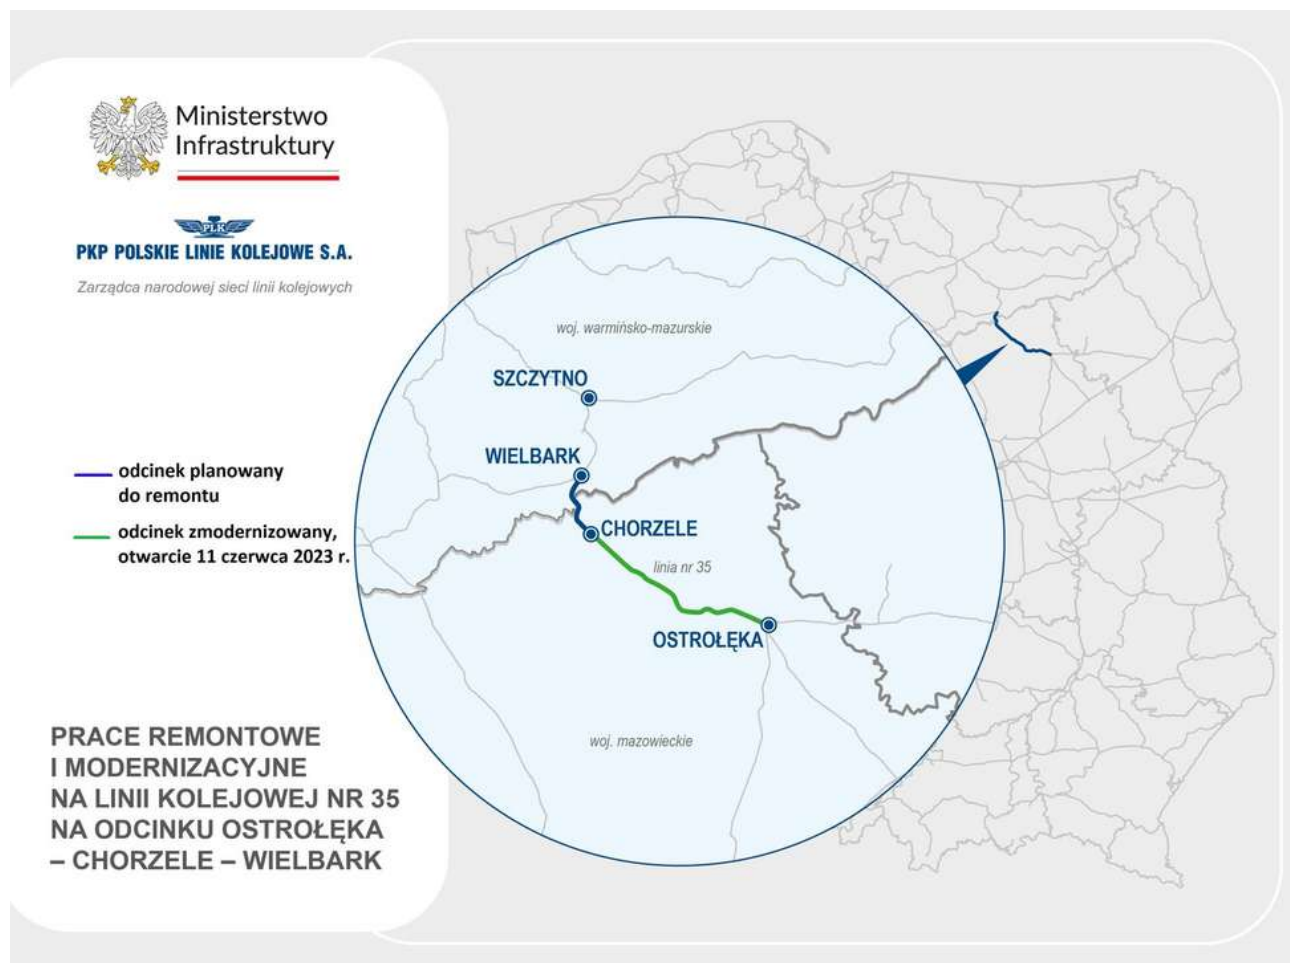 Ministerstwo
Infrastruktury
PLK
PKP POLSKIE LINIE KOLEJOWE S.A.
Zarządca narodowej sieci linii kolejowych
odcinek planowany
do remontu
odcinek zmodernizowany,
otwarcie 11 czerwca 2023 r.
PRACE REMONTOWE
I MODERNIZACYJNE
NA LINII KOLEJOWEJ NR 35
NA ODCINKU OSTROŁĘKA
– CHORZELE – WIELBARK
woj. warmińsko-mazurskie
SZCZYTNO
WIELBARK
CHORZELE
linia nr 35
OSTROŁĘKA
woj. mazowieckie